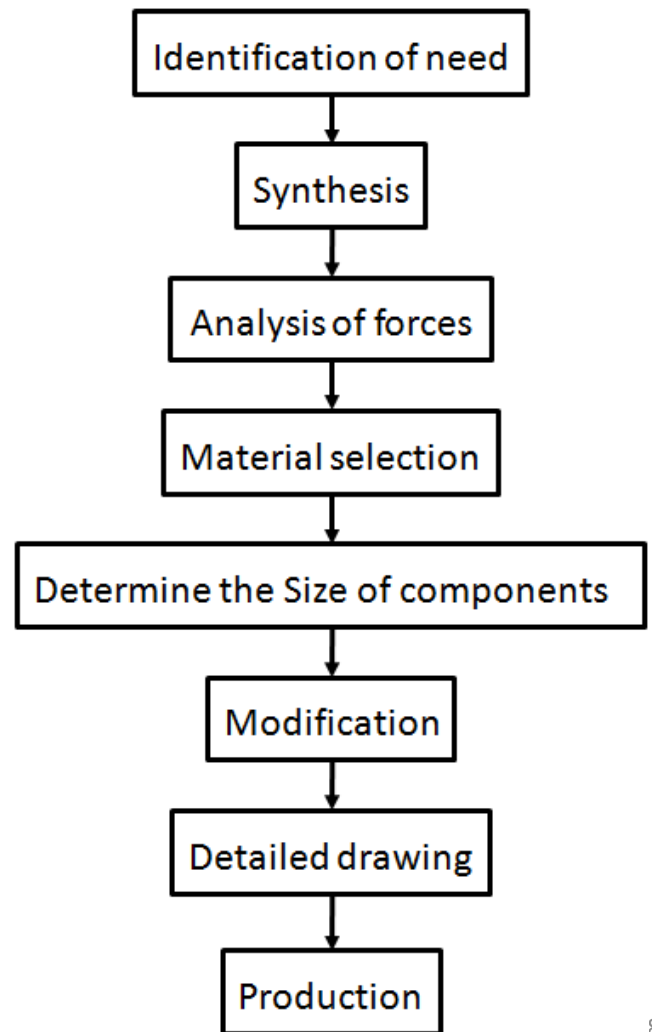 Identification of need
Synthesis
Analysis of forces
Material selection
Determine the Size of components
Modification
Detailed drawing
Production